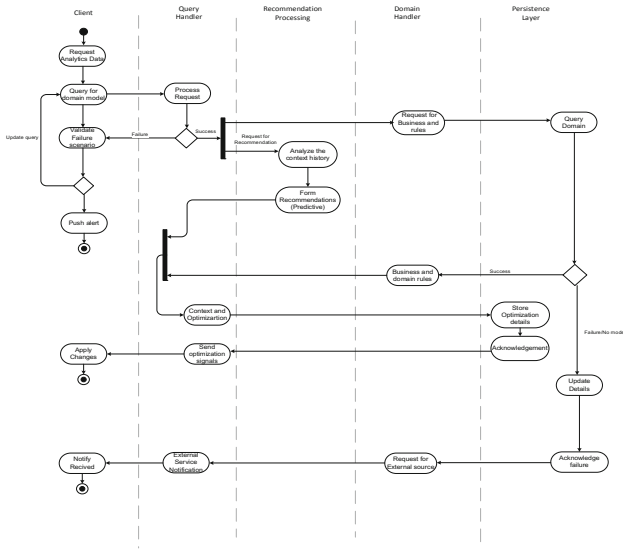 Client
Query
Handler
Recommendation
Processing
Domain
Handler
Persistence
Layer
Request
Analytics Data
Query for
domain model
Process
Request
Request for
Business and
rules
Query
Domain
Update query
Validate
Failure
scenario
Failure
Success
Request for
Recommendation
Analyze the
context history
Form
Recommendations
(Predictive)
Push alert
Business and
domain rules
Success
Context and
Optimizartion
Store
Optimization
details
Failure/No mode
Apply
Changes
Send
optimization
signals
Acknowledgement
Update
Details
Notify
Recived
External
Service
Notification
Request for
External source
Acknowledge
failure